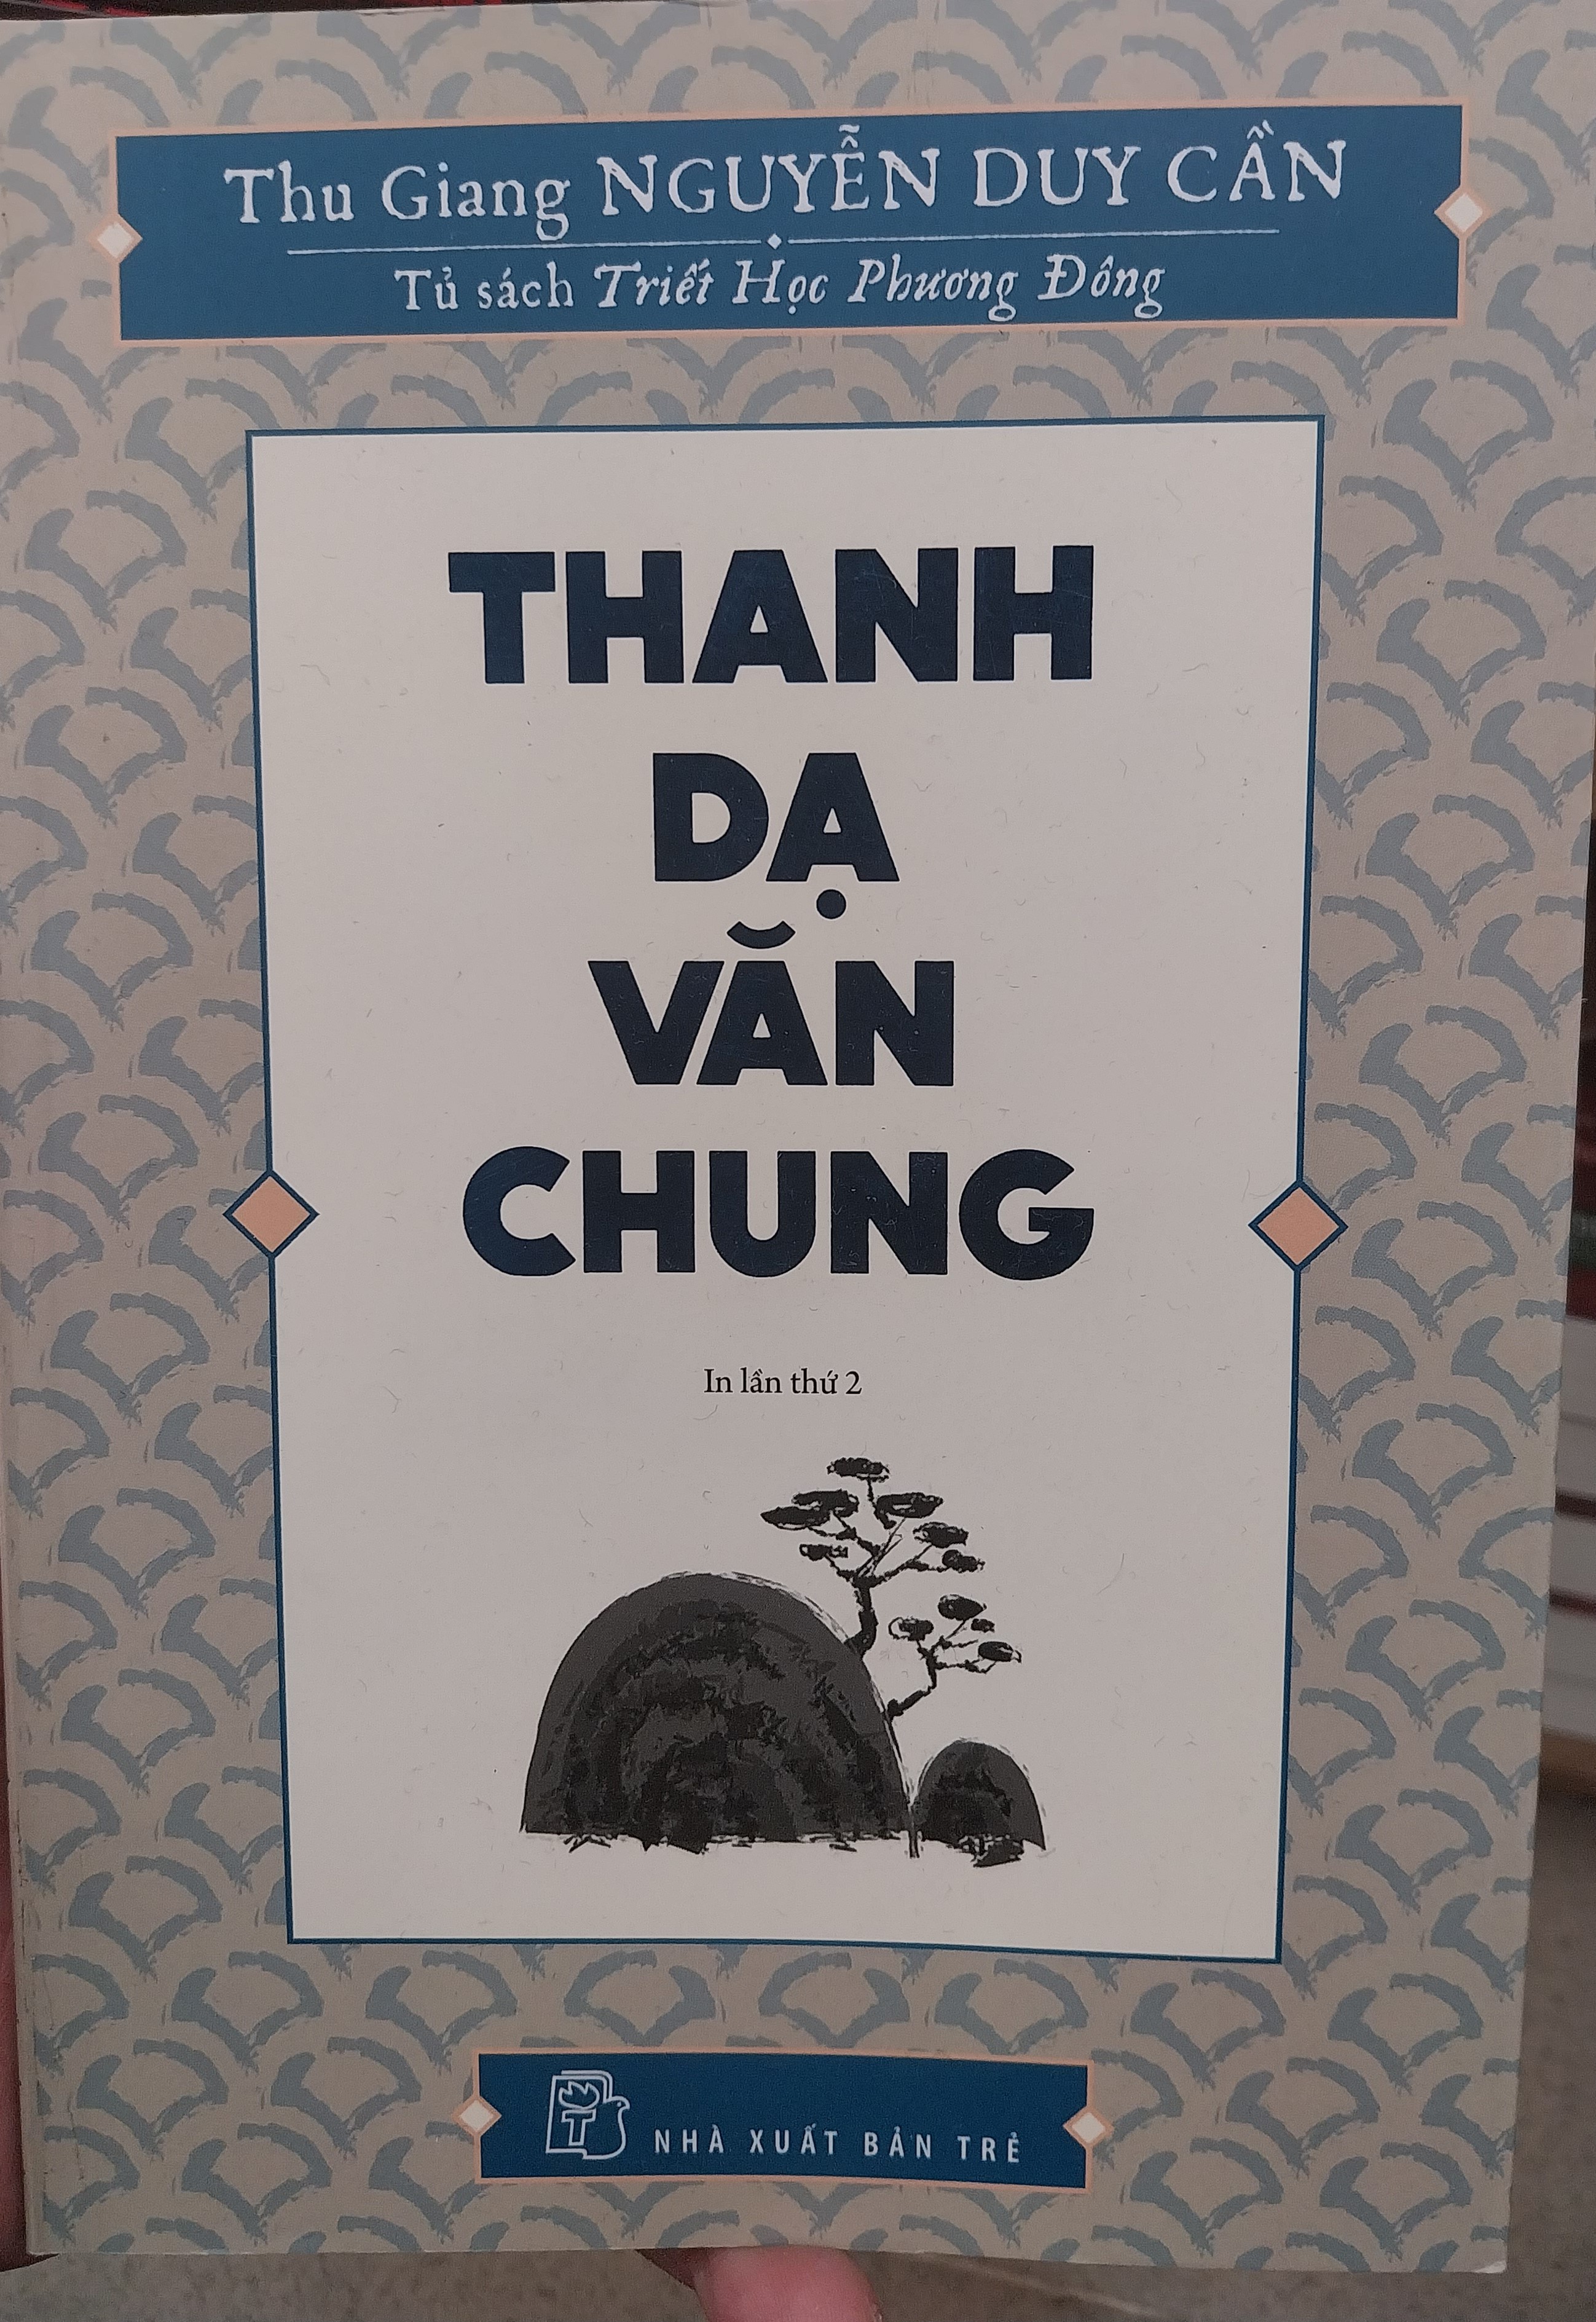 Thu Giang NGUYỄN DUY CẦN
Tủ sách Triết Học Phương Đông
THANH
DẠ
VĂN
CHUNG
In lần thứ 2
T
NHÀ XUẤT BẢN TRẺ